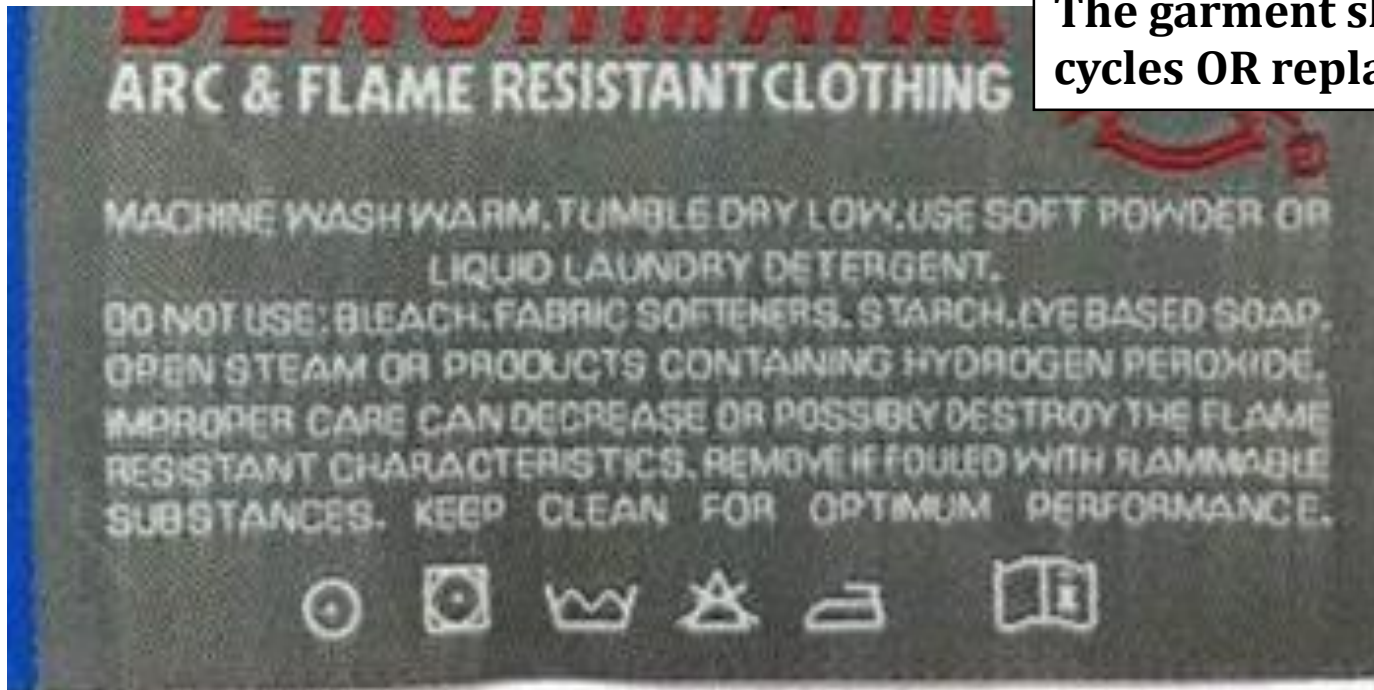 The garment
cycles OR
BENCHMARK
ARC & FLAME RESISTANT CLOTHING
MACHINE WASH WARM. TUMBLE DRY LOW. USE SOFT POWDER OR
LIQUID LAUNDRY DETERGENT.
DO NOT USE: BLEACH. FABRIC SOFTENERS. STARCH. LYE BASED SOAP.
OPEN STEAM OR PRODUCTS CONTAINING HYDROGEN PEROXIDE.
IMPROPER CARE CAN DECREASE OR POSSIBLY DESTROY THE FLAME
RESISTANT CHARACTERISTICS. REMOVE IF FOULED WITH FLAMMABLE
SUBSTANCES. KEEP CLEAN FOR OPTIMUM PERFORMANCE.